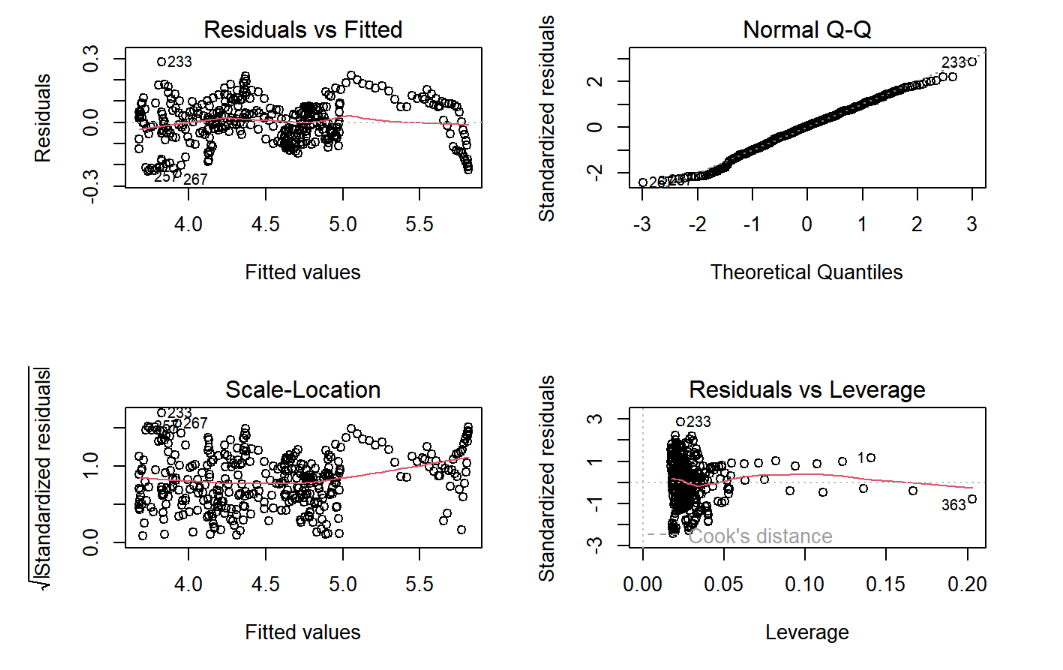 Residuals vs Fitted
Residuals
0.3
0.0
-0.3
233
257
267
4.0 4.5 5.0 5.5
Fitted values
Normal Q-Q
Standardized residuals
2
0
-2
233
267
257
-3 -2 -1 0 1 2 3
Theoretical Quantiles
Scale-Location
√|Standardized residuals|
1.0
0.0
233
257
267
4.0 4.5 5.0 5.5
Fitted values
Residuals vs Leverage
Standardized residuals
3
1
-1
-3
233
1
363
Cook's distance
0.00 0.05 0.10 0.15 0.20
Leverage